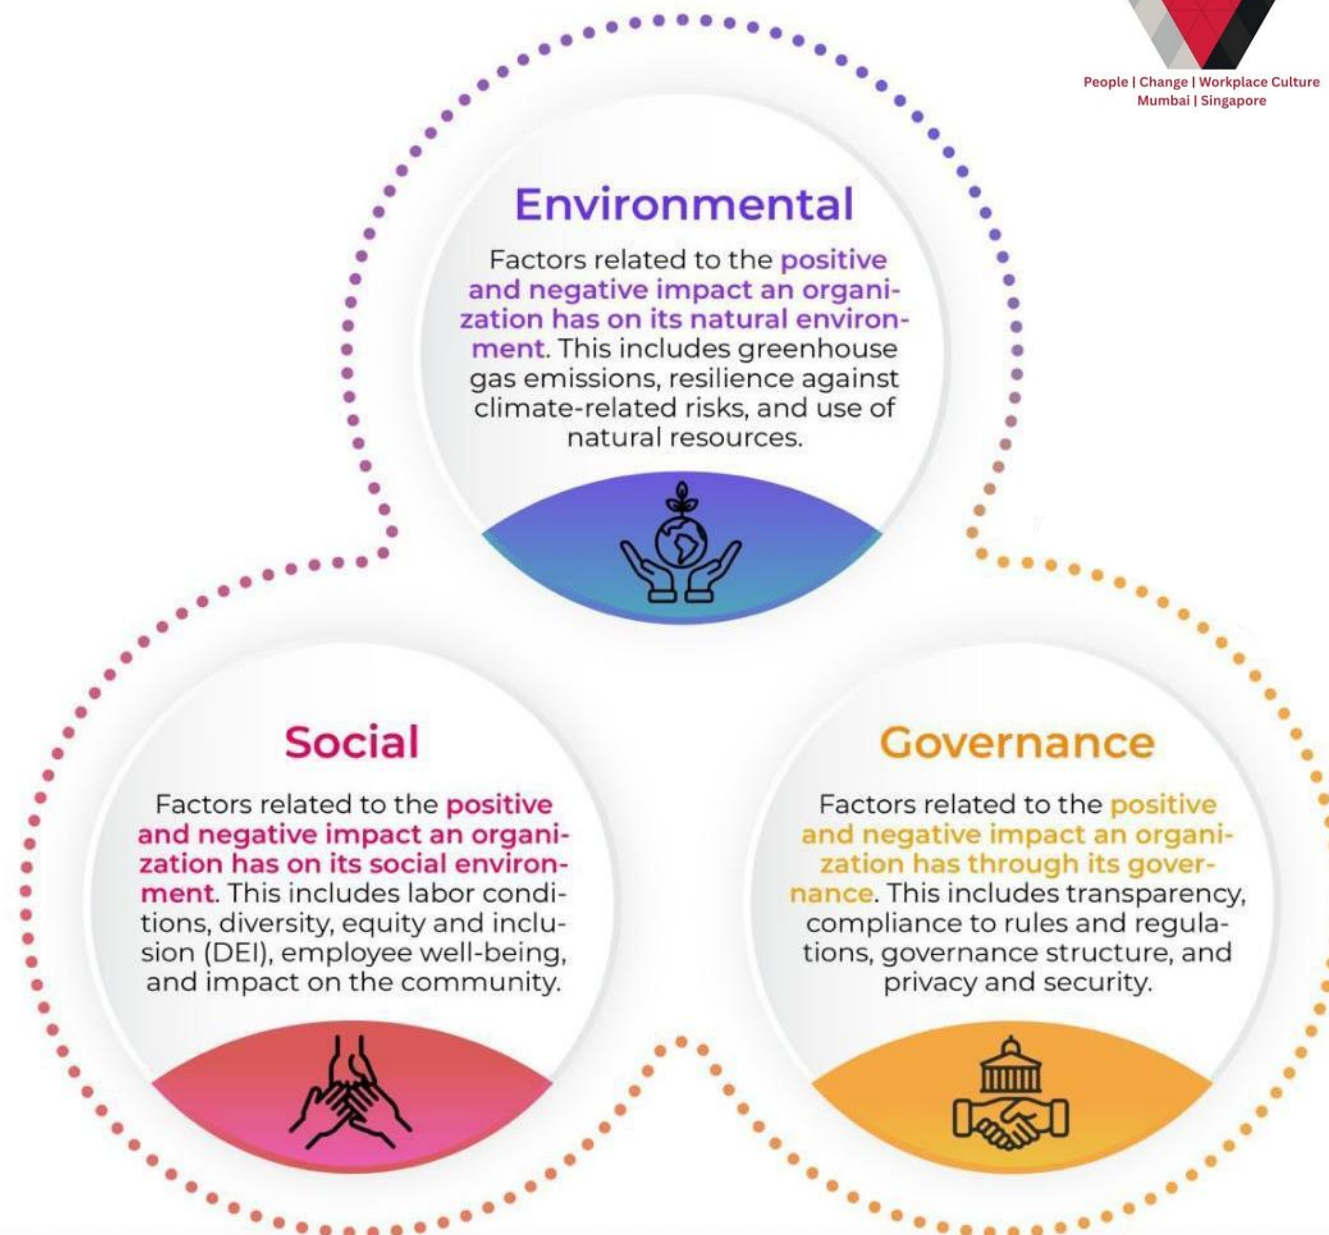 People | Change | Workplace Culture
Mumbai | Singapore
Environmental
Factors related to the positive
and negative impact an organi-
zation has on its natural environ-
ment. This includes greenhouse
gas emissions, resilience against
climate-related risks, and use of
natural resources.
Social
Factors related to the positive
and negative impact an organi-
zation has on its social environ-
ment. This includes labor condi-
tions, diversity, equity and inclu-
sion (DEI), employee well-being,
and impact on the community.
Governance
Factors related to the positive
and negative impact an organi-
zation has through its gover-
nance. This includes transparency,
compliance to rules and regula-
tions, governance structure, and
privacy and security.